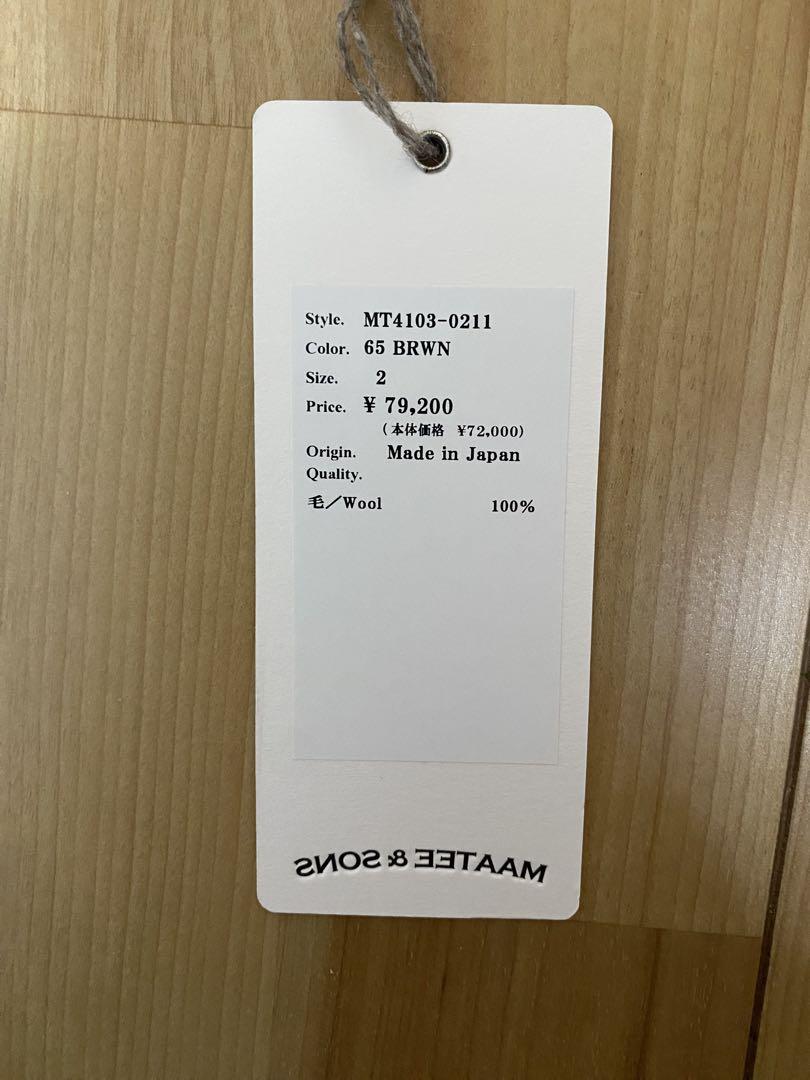 Style. MT4103-0211
Color. 65 BRWN
Size. 2
Price. ¥ 79,200
(本体価格 ¥72,000)
Origin. Made in Japan
Quality.
毛/Wool 100%
MAATEE & SONS